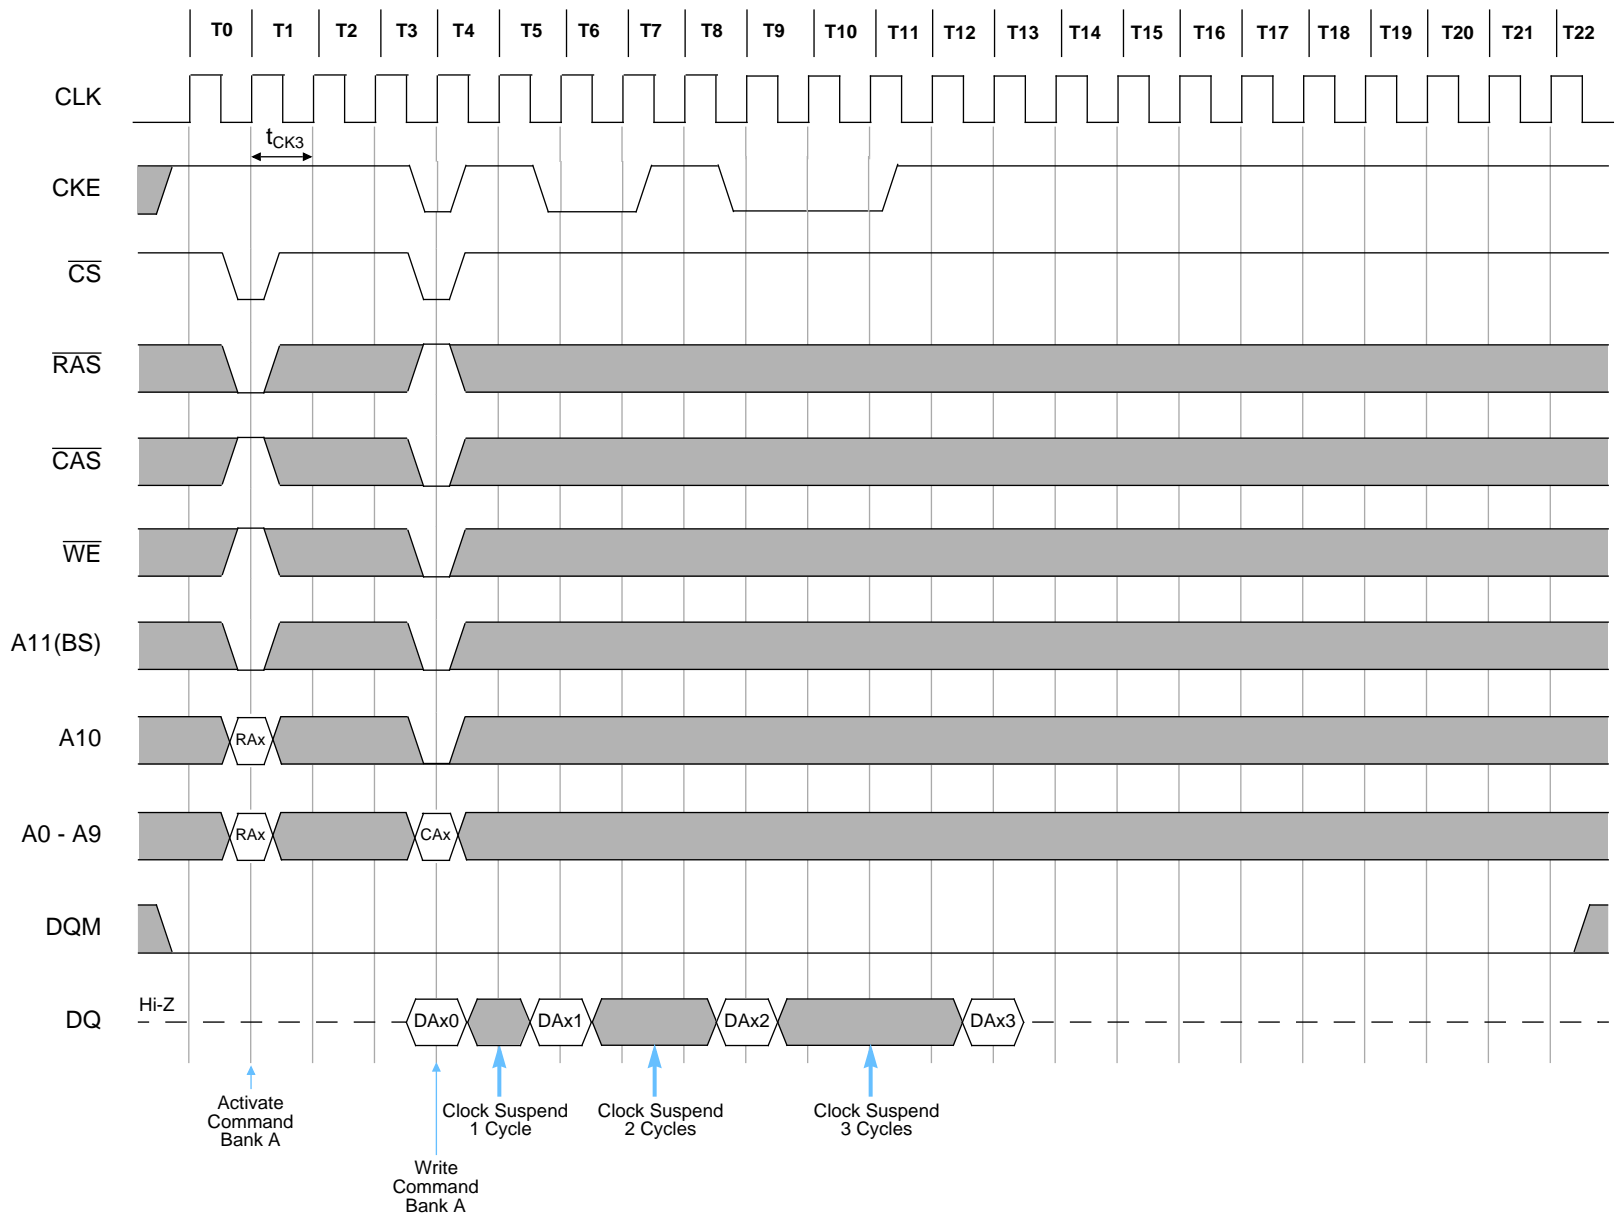 T0 T1 T2 T3 T4 T5 T6 T7 T8 T9 T10 T11 T12 T13 T14 T15 T16 T17 T18 T19 T20 T21 T22
CLK
tCK3
CKE
CS
RAS
CAS
WE
A11(BS)
A10 RAx
A0 - A9 RAx CAx
DQM
Hi-Z
DQ DAx0 DAx1 DAx2 DAx3
Activate
Command
Bank A
Write
Command
Bank A
Clock Suspend
1 Cycle
Clock Suspend
2 Cycles
Clock Suspend
3 Cycles